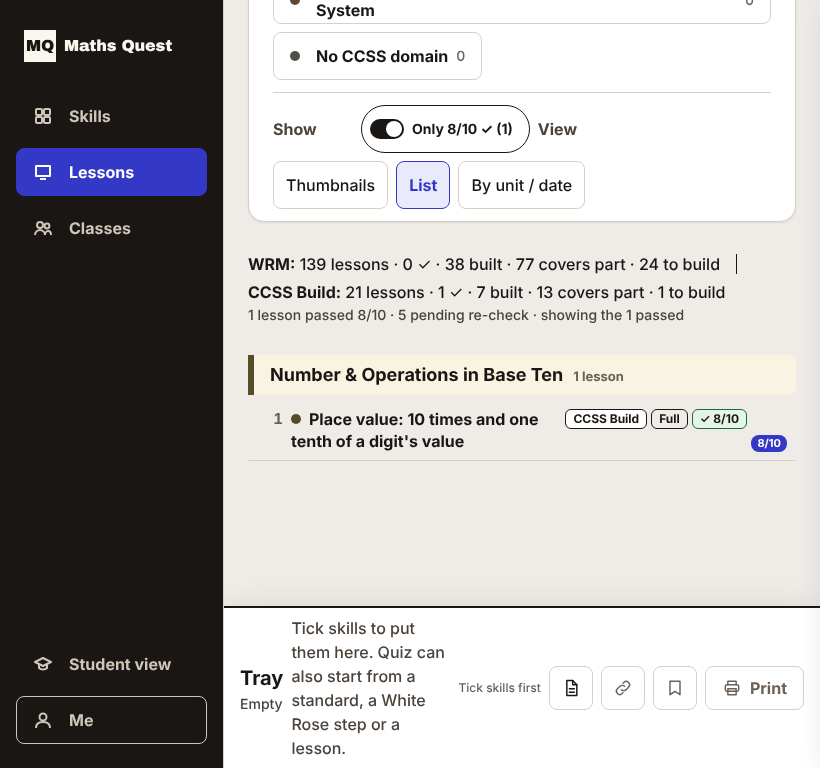 MQ Maths Quest
Skills
Lessons
Classes
Student view
Me
System 0
No CCSS domain 0
Show Only 8/10 ✓ (1) View
Thumbnails List By unit / date
WRM: 139 lessons · 0 ✓ · 38 built · 77 covers part · 24 to build
CCSS Build: 21 lessons · 1 ✓ · 7 built · 13 covers part · 1 to build
1 lesson passed 8/10 · 5 pending re-check · showing the 1 passed
Number & Operations in Base Ten 1 lesson
1 Place value: 10 times and one CCSS Build Full ✓ 8/10
tenth of a digit's value 8/10
Tray
Empty
Tick skills to put
them here. Quiz can
also start from a
standard, a White
Rose step or a
lesson.
Tick skills first
Print